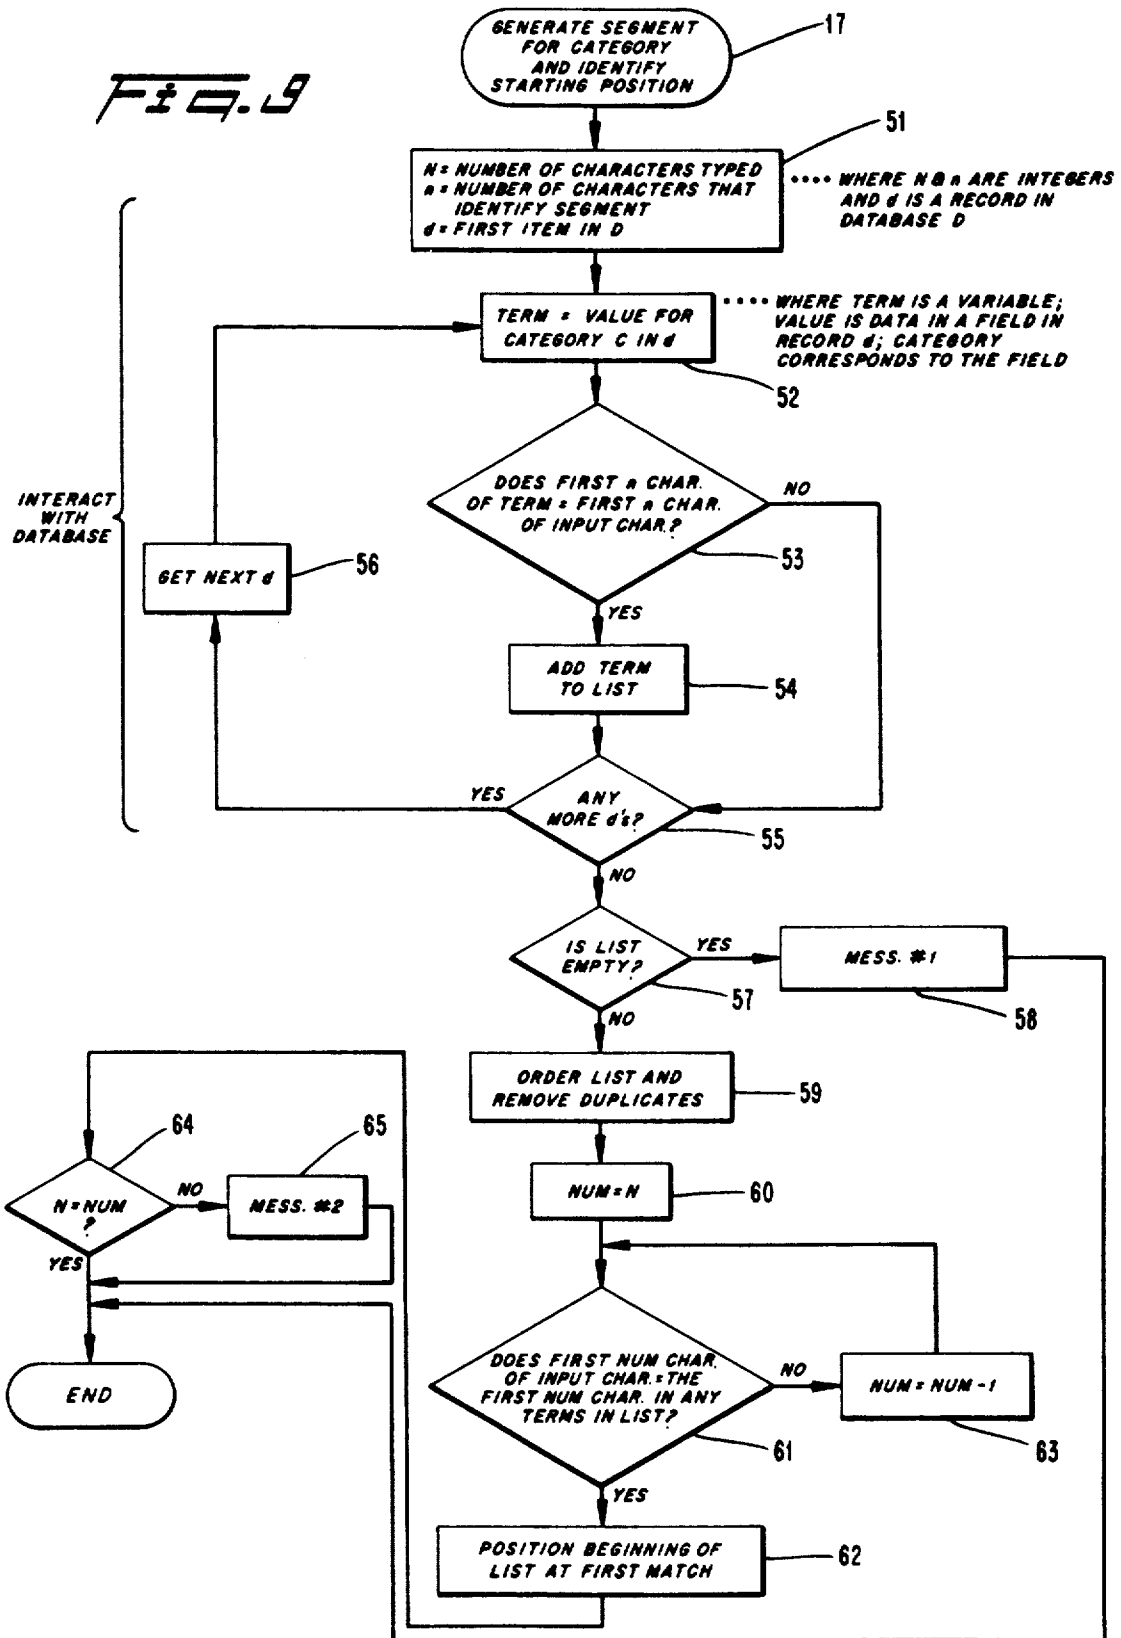 GENERATE SEGMENT
FOR CATEGORY
AND IDENTIFY
STARTING POSITION
17
Fig. 9
51
N = NUMBER OF CHARACTERS TYPED
n = NUMBER OF CHARACTERS THAT
IDENTIFY SEGMENT
d = FIRST ITEM IN D
•••• WHERE N & n ARE INTEGERS
AND d IS A RECORD IN
DATABASE D
TERM = VALUE FOR
CATEGORY C IN d
•••• WHERE TERM IS A VARIABLE;
VALUE IS DATA IN A FIELD IN
RECORD d; CATEGORY
CORRESPONDS TO THE FIELD
52
INTERACT
WITH
DATABASE
DOES FIRST n CHAR.
OF TERM = FIRST n CHAR.
OF INPUT CHAR.?
NO
53
GET NEXT d
56
YES
ADD TERM
TO LIST
54
YES
ANY
MORE d's?
55
NO
IS LIST
EMPTY?
YES
57
MESS. #1
58
NO
ORDER LIST AND
REMOVE DUPLICATES
59
64
65
N = NUM
?
NO
MESS. #2
YES
NUM = N
60
END
DOES FIRST NUM CHAR.
OF INPUT CHAR. = THE
FIRST NUM CHAR. IN ANY
TERMS IN LIST?
NO
61
NUM = NUM - 1
63
YES
POSITION BEGINNING OF
LIST AT FIRST MATCH
62